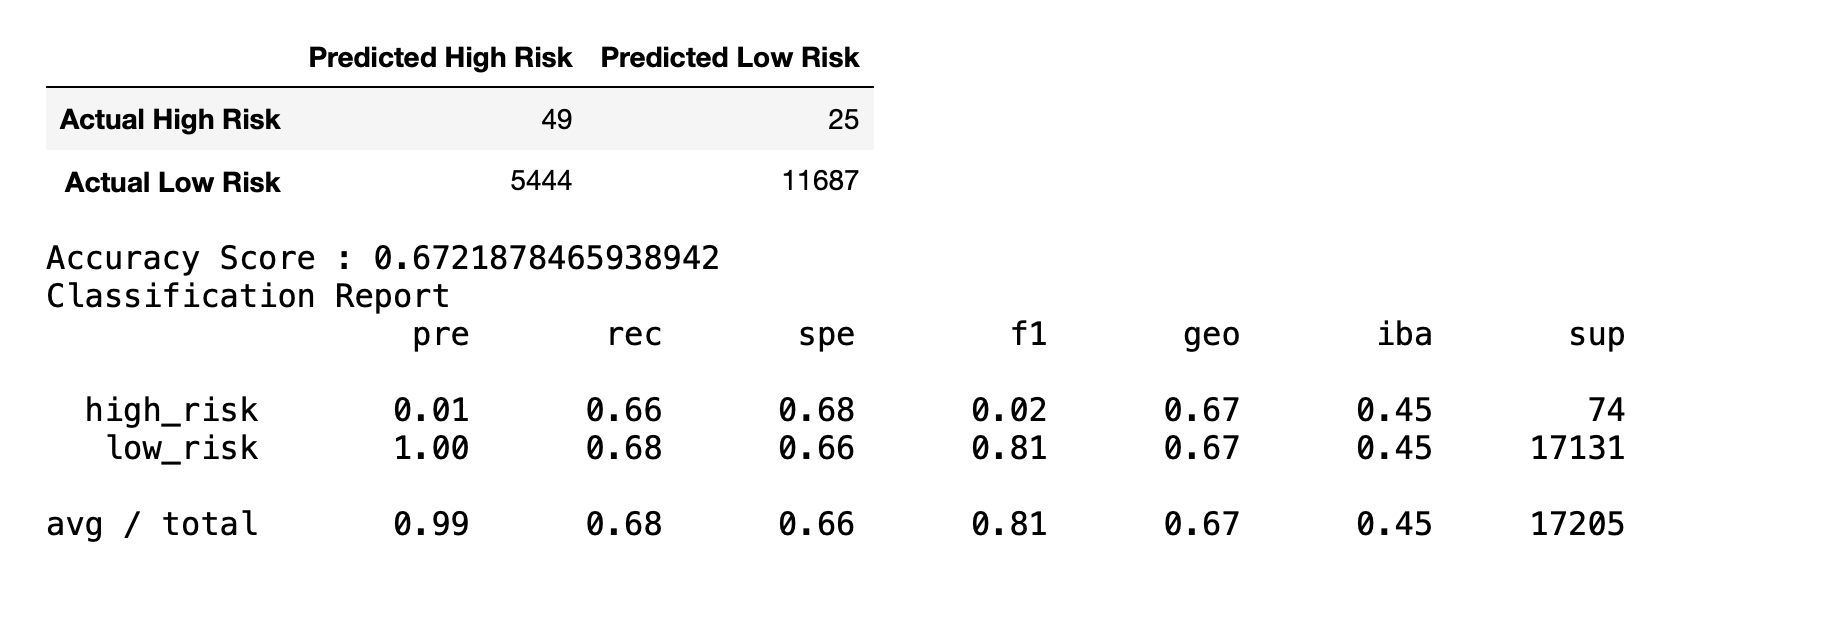 Predicted High Risk Predicted Low Risk
Actual High Risk 49 25
Actual Low Risk 5444 11687
Accuracy Score : 0.6721878465938942
Classification Report
pre rec spe f1 geo iba sup
high_risk 0.01 0.66 0.68 0.02 0.67 0.45 74
low_risk 1.00 0.68 0.66 0.81 0.67 0.45 17131
avg / total 0.99 0.68 0.66 0.81 0.67 0.45 17205